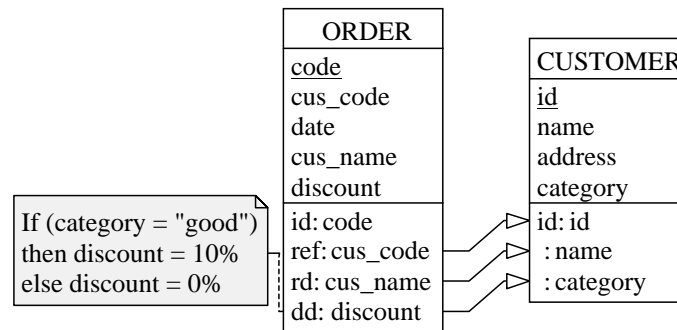 ORDER
code
cus_code
date
cus_name
discount
id: code
ref: cus_code
rd: cus_name
dd: discount
CUSTOMER
id
name
address
category
id: id
: name
: category
If (category = "good")
then discount = 10%
else discount = 0%